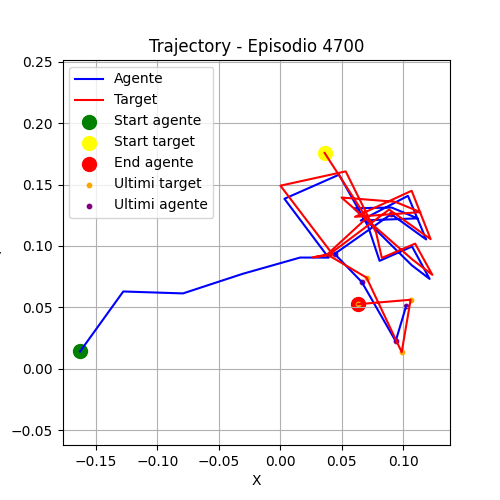 Trajectory - Episodio 4700
0.25
0.20
0.15
0.10
0.05
0.00
−0.05
Agente
Target
Start agente
Start target
End agente
Ultimi target
Ultimi agente
−0.15
−0.10
−0.05
0.00
0.05
0.10
X